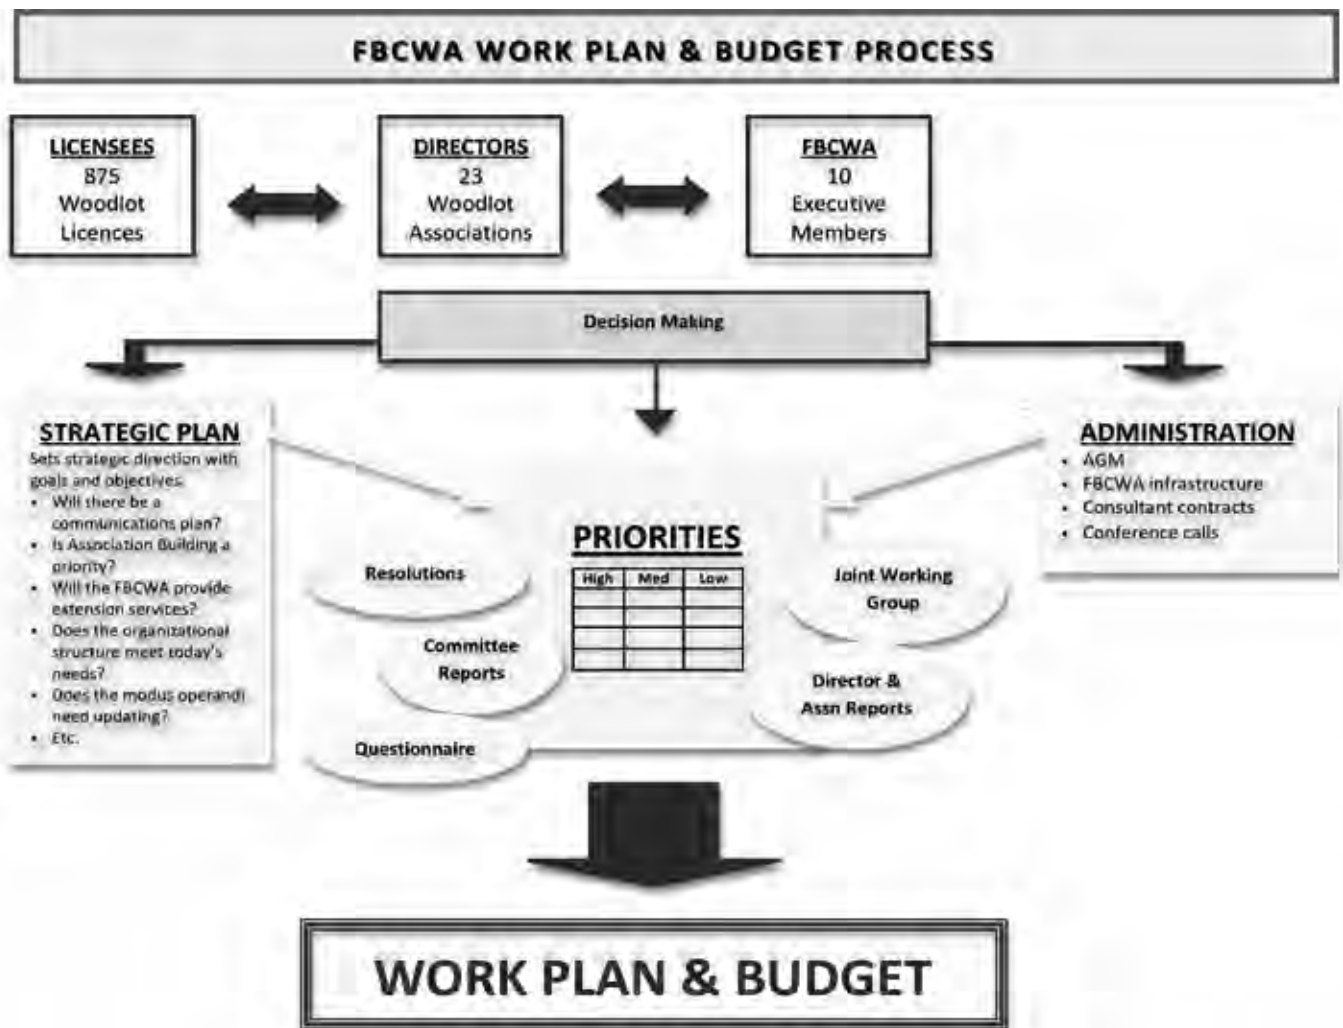 FBCWA WORK PLAN & BUDGET PROCESS
LICENSEES
875
Woodlot
Licences
DIRECTORS
23
Woodlot
Associations
FBCWA
10
Executive
Members
Decision Making
STRATEGIC PLAN
Sets strategic direction with
goals and objectives.
• Will there be a
communications plan?
• Is Association Building a
priority?
• Will the FBCWA provide
extension services?
• Does the organizational
structure meet today's
needs?
• Does the modus operandi
need updating?
• Etc.
PRIORITIES
High Med Low
Resolutions
Committee
Reports
Questionnaire
Joint Working
Group
Director &
Assn Reports
ADMINISTRATION
• AGM
• FBCWA infrastructure
• Consultant contracts
• Conference calls
WORK PLAN & BUDGET